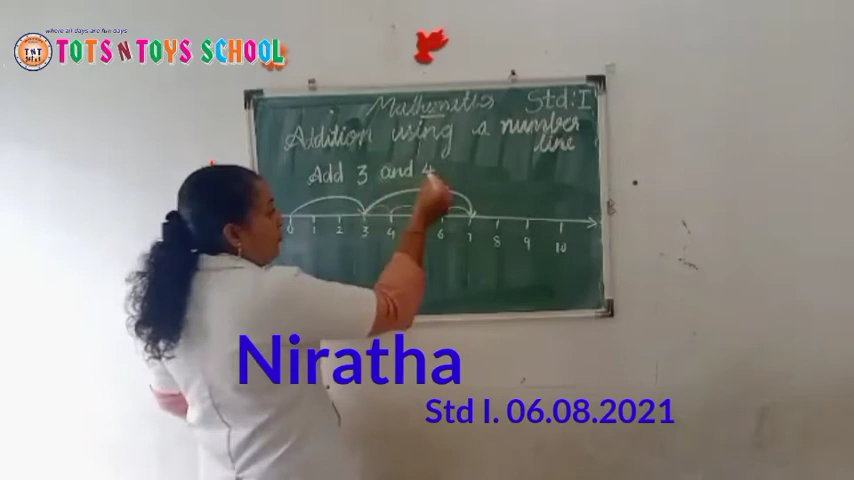 where all days are fun days
TNT
TOTS N TOYS SCHOOL
Mathematics Std: I
Addition using a number
line
Add 3 and 4
0 1 2 3 4 6 7 8 9 10
Niratha
Std I. 06.08.2021